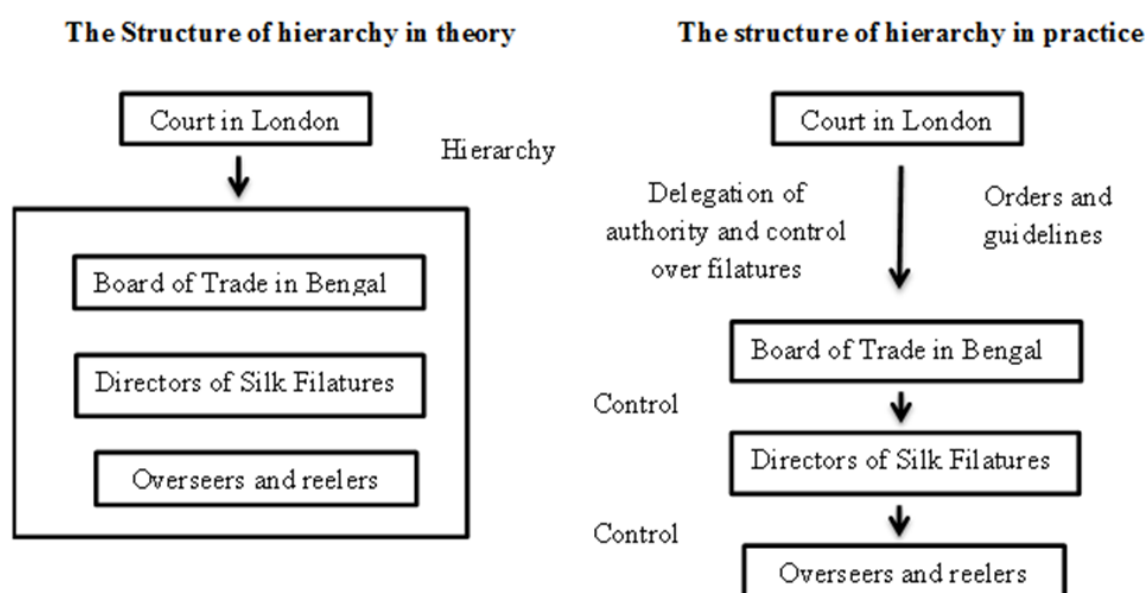 The Structure of hierarchy in theory
Court in London
Hierarchy
Board of Trade in Bengal
Directors of Silk Filatures
Overseers and reelers
The structure of hierarchy in practice
Court in London
Delegation of
authority and control
over filatures
Orders and
guidelines
Board of Trade in Bengal
Control
Directors of Silk Filatures
Control
Overseers and reelers